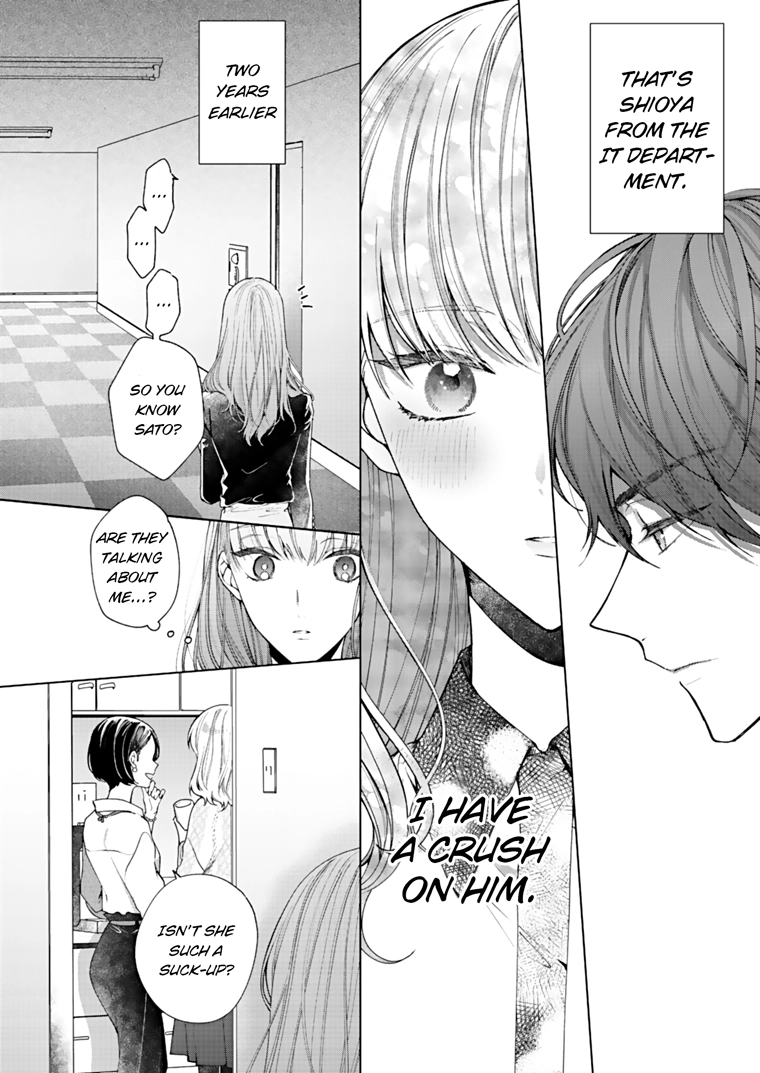 THAT'S
SHIOYA
FROM THE
IT DEPART-
MENT.
I HAVE
A CRUSH
ON HIM.
TWO
YEARS
EARLIER
...
...
...
SO YOU
KNOW
SATO?
ARE THEY
TALKING
ABOUT
ME...?
ISN'T SHE
SUCH A
SUCK-UP?